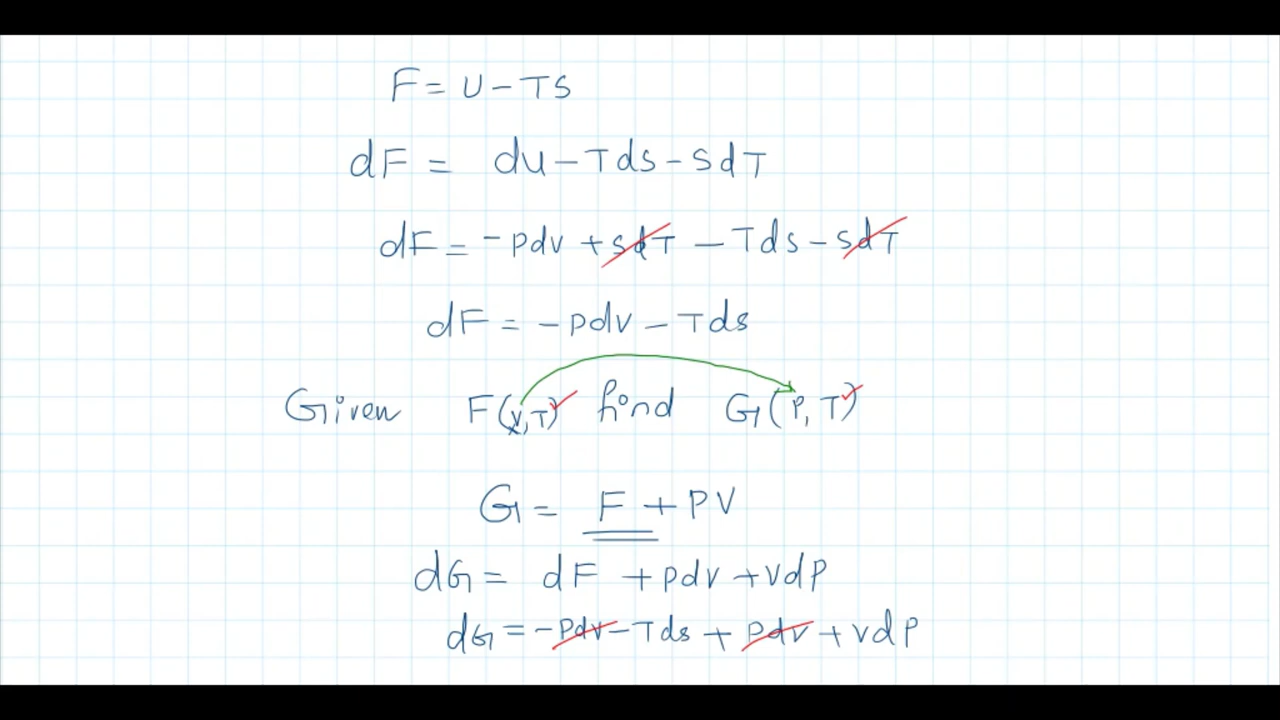 F = U - TS
dF = dU - Tds - SdT
dF = -pdv + SdT - Tds - SdT
dF = -pdv - Tds
Given F(V,T) find G(P,T)
G = F + PV
dG = dF + pdv + vdP
dG = -pdv - Tds + pdv + vdP